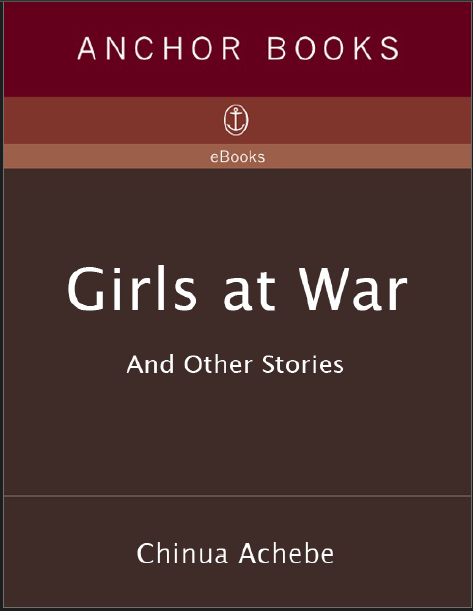 ANCHOR BOOKS
eBooks
Girls at War
And Other Stories
Chinua Achebe